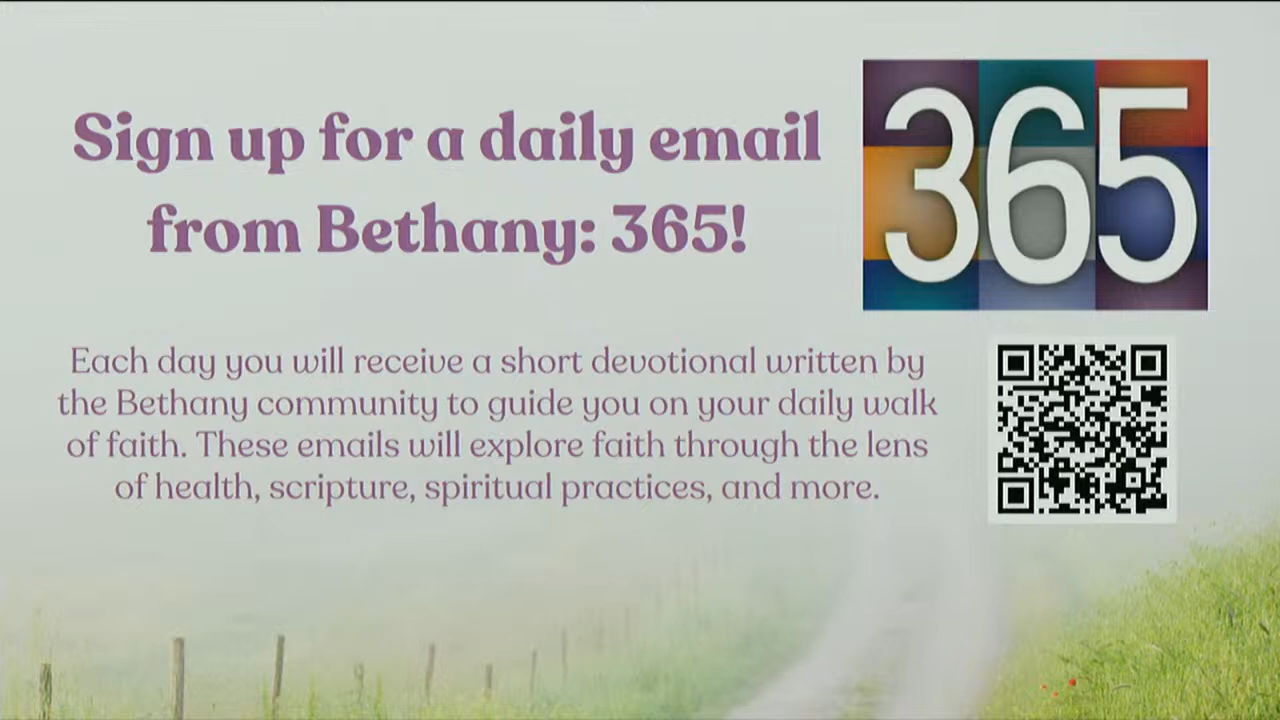 Sign up for a daily email
from Bethany: 365!
365
Each day you will receive a short devotional written by
the Bethany community to guide you on your daily walk
of faith. These emails will explore faith through the lens
of health, scripture, spiritual practices, and more.